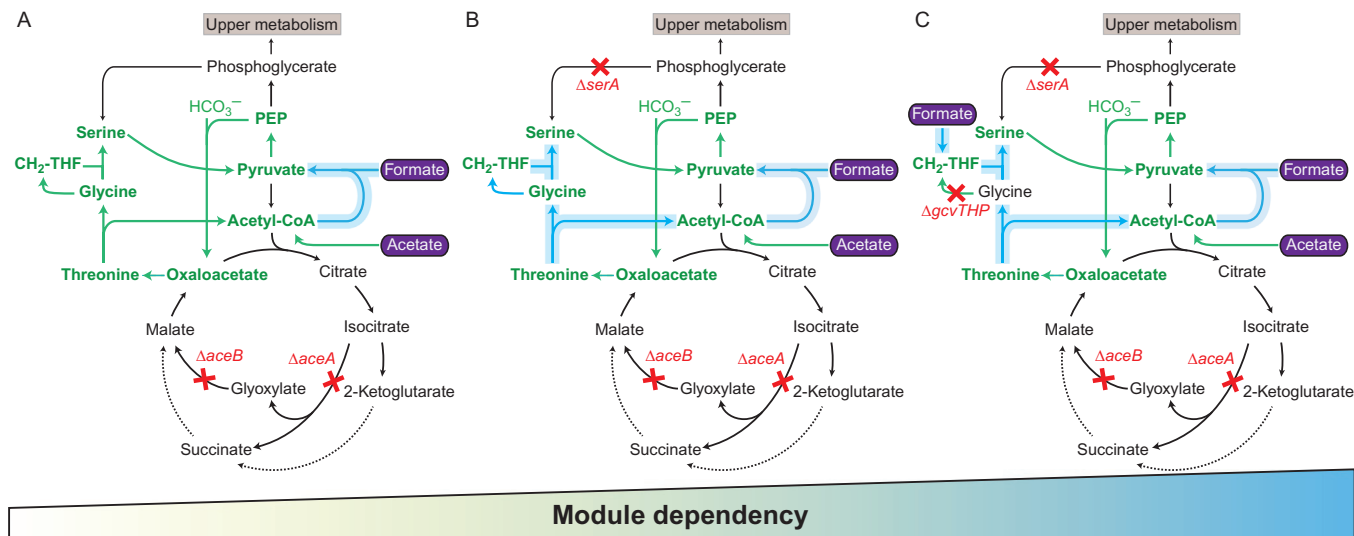 A
Upper metabolism
Phosphoglycerate
HCO₃⁻
PEP
Serine
CH₂-THF
Pyruvate
Formate
Glycine
Acetyl-CoA
Acetate
Threonine
Oxaloacetate
Citrate
Malate
Isocitrate
ΔaceB
ΔaceA
Glyoxylate
2-Ketoglutarate
Succinate
B
Upper metabolism
Phosphoglycerate
ΔserA
HCO₃⁻
PEP
Serine
CH₂-THF
Pyruvate
Formate
Glycine
Acetyl-CoA
Acetate
Threonine
Oxaloacetate
Citrate
Malate
Isocitrate
ΔaceB
ΔaceA
Glyoxylate
2-Ketoglutarate
Succinate
C
Upper metabolism
Phosphoglycerate
ΔserA
Formate
HCO₃⁻
PEP
Serine
CH₂-THF
Pyruvate
Formate
Glycine
ΔgcvTHP
Acetyl-CoA
Acetate
Threonine
Oxaloacetate
Citrate
Malate
Isocitrate
ΔaceB
ΔaceA
Glyoxylate
2-Ketoglutarate
Succinate
Module dependency